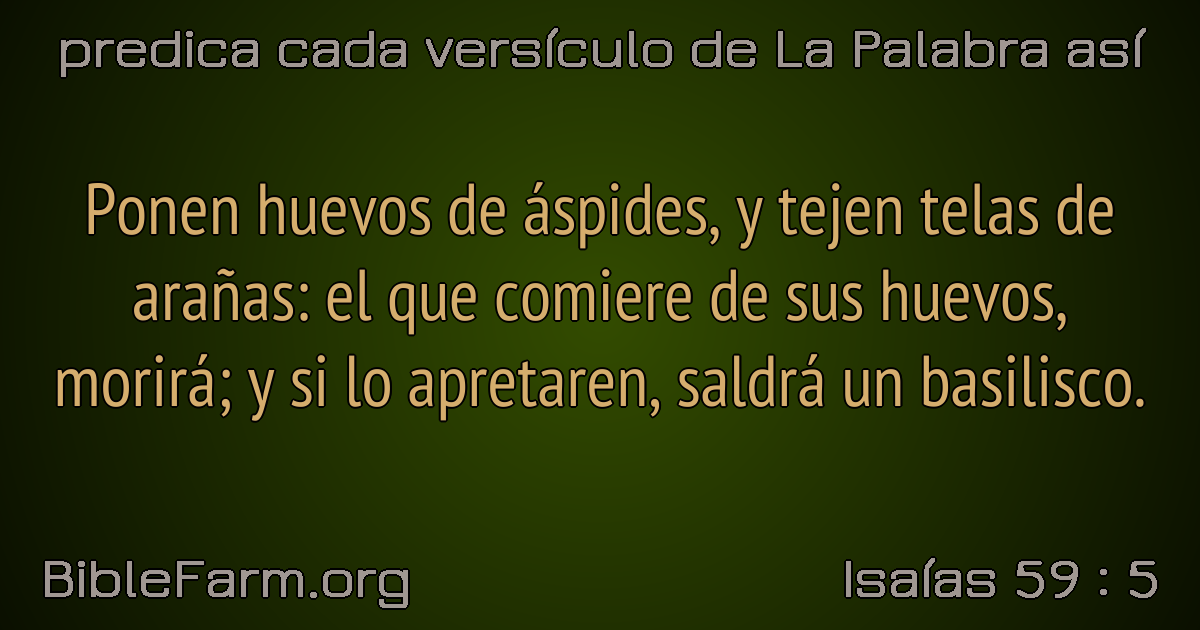 predica cada versículo de La Palabra así
Ponen huevos de áspides, y tejen telas de
arañas: el que comiere de sus huevos,
morirá; y si lo apretaren, saldrá un basilisco.
BibleFarm.org
Isaías 59 : 5